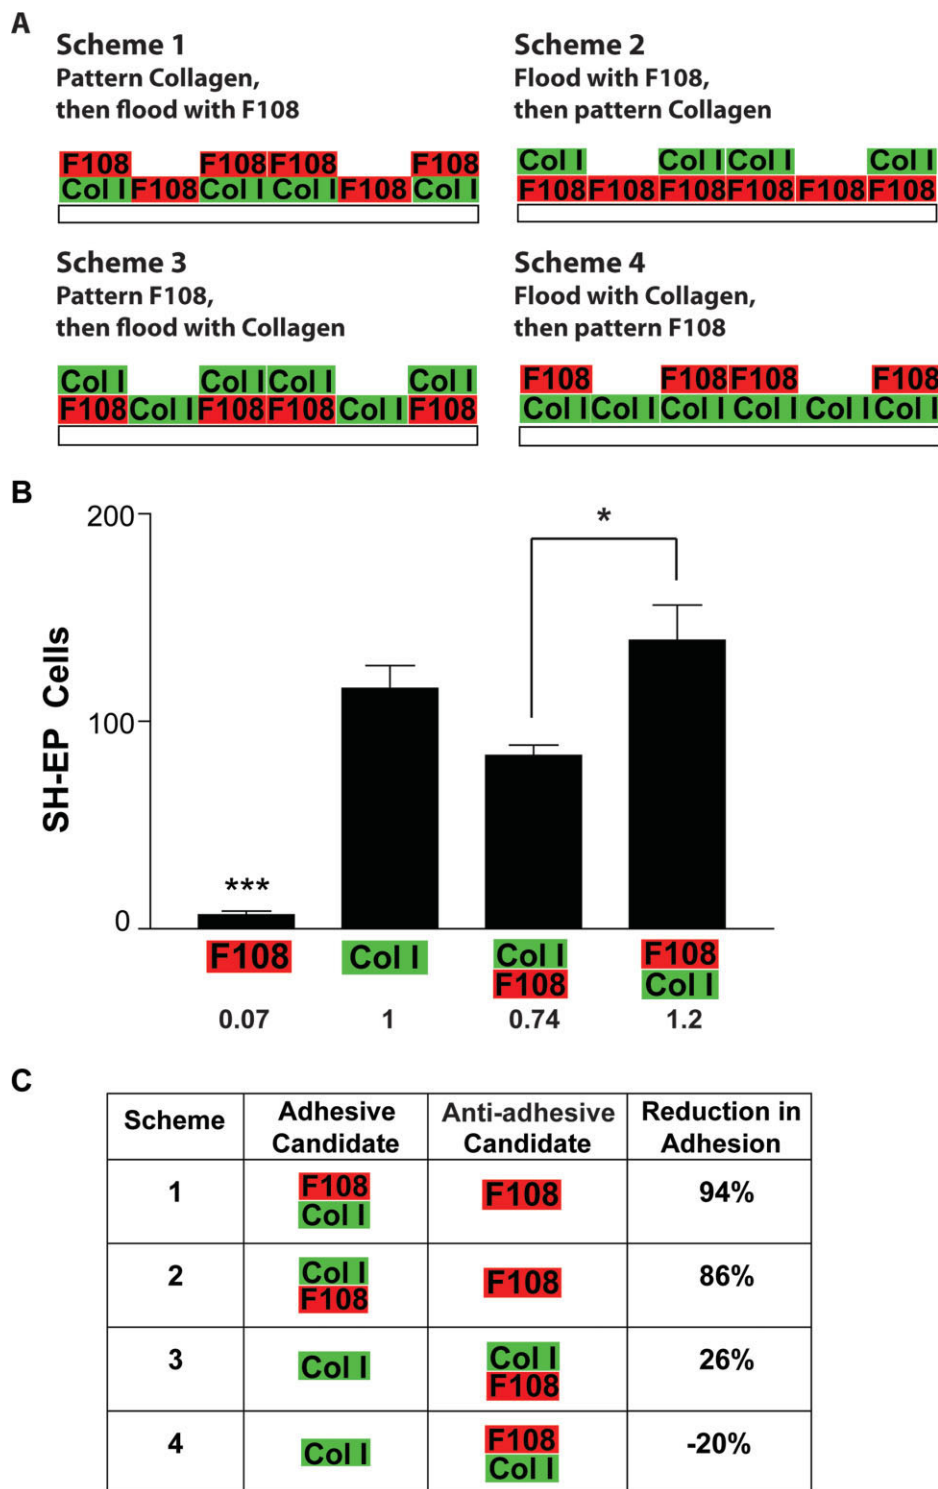 A
Scheme 1
Pattern Collagen,
then flood with F108
F108 F108 F108 F108
Col I F108 Col I Col I F108 Col I
Scheme 2
Flood with F108,
then pattern Collagen
Col I Col I Col I Col I
F108 F108 F108 F108 F108 F108
Scheme 3
Pattern F108,
then flood with Collagen
Col I Col I Col I Col I
F108 Col I F108 F108 Col I F108
Scheme 4
Flood with Collagen,
then pattern F108
F108 F108 F108 F108
Col I Col I Col I Col I Col I Col I
B
200
100
0
SH-EP Cells
***
*
F108 Col I Col I F108
F108 Col I
0.07 1 0.74 1.2
C
Scheme Adhesive Anti-adhesive Reduction in
Candidate Candidate Adhesion
1 F108 F108 94%
Col I
2 Col I F108 86%
F108
3 Col I Col I 26%
F108
4 Col I F108 -20%
Col I